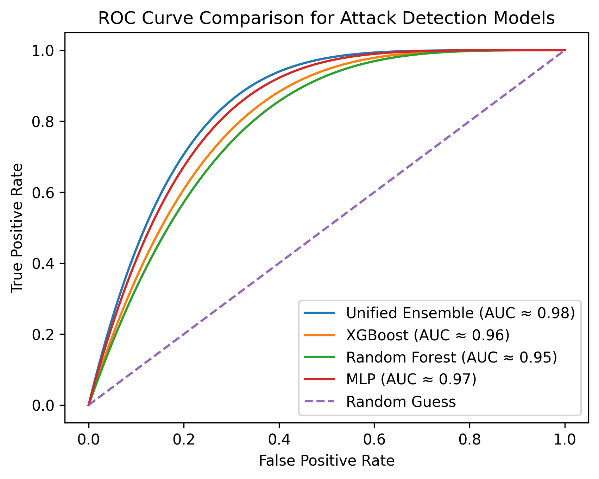 ROC Curve Comparison for Attack Detection Models
True Positive Rate
1.0
0.8
0.6
0.4
0.2
0.0
Unified Ensemble (AUC ≈ 0.98)
XGBoost (AUC ≈ 0.96)
Random Forest (AUC ≈ 0.95)
MLP (AUC ≈ 0.97)
Random Guess
0.0 0.2 0.4 0.6 0.8 1.0
False Positive Rate